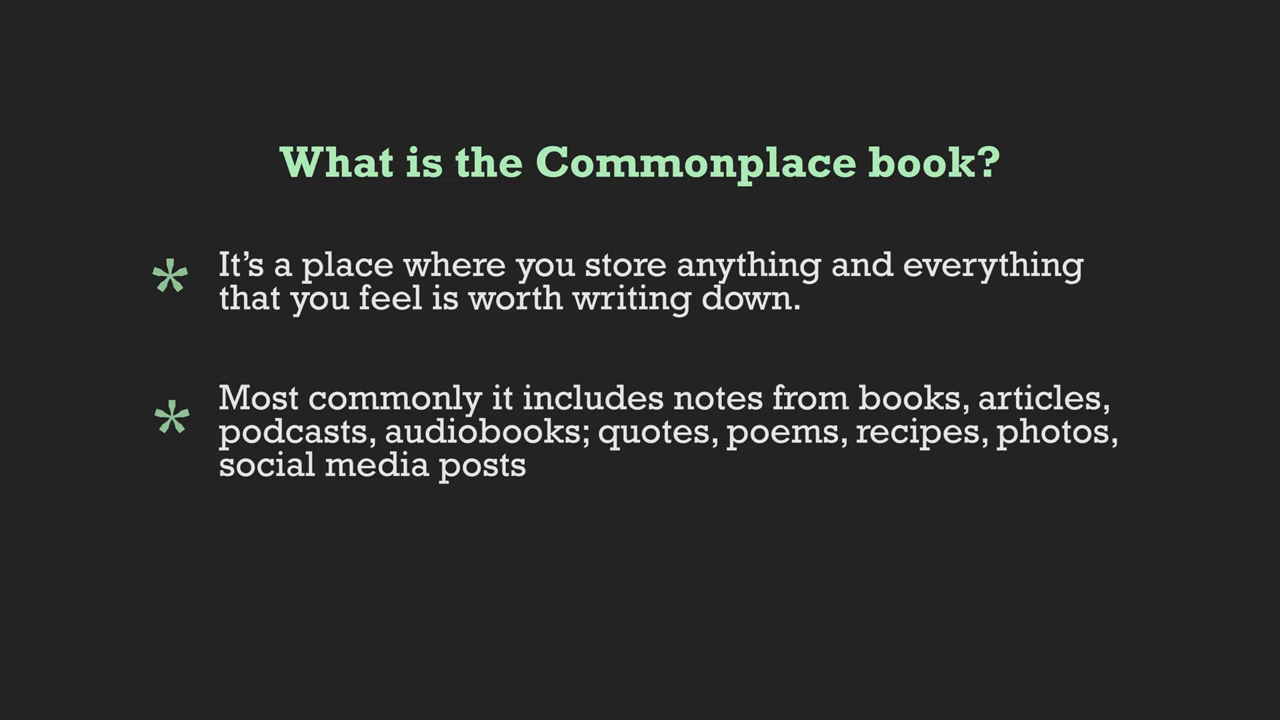 What is the Commonplace book?
* It’s a place where you store anything and everything
that you feel is worth writing down.
* Most commonly it includes notes from books, articles,
podcasts, audiobooks; quotes, poems, recipes, photos,
social media posts